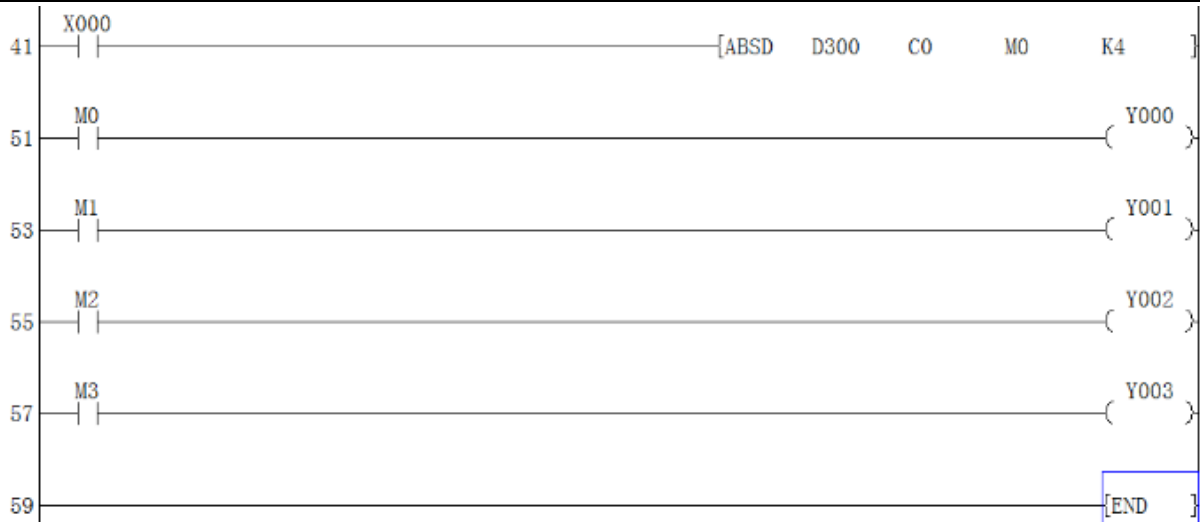 X000
41 [ABSD D300 C0 M0 K4 ]
M0 Y000
51 ( )
M1 Y001
53 ( )
M2 Y002
55 ( )
M3 Y003
57 ( )
59 [END ]